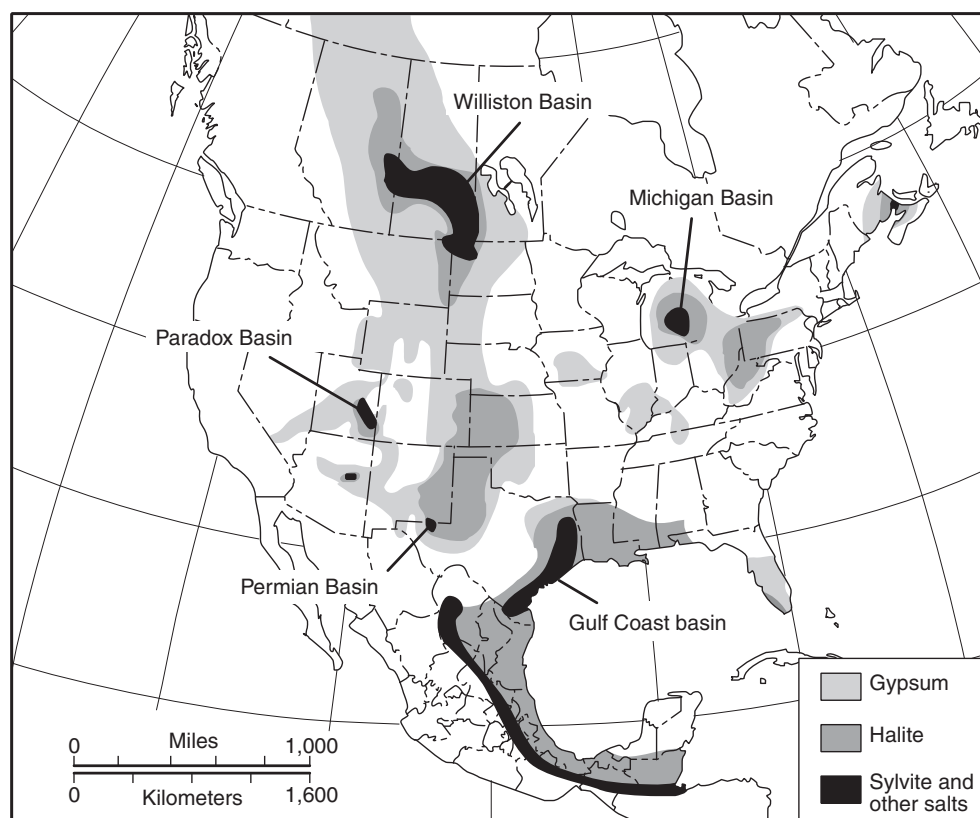 Williston Basin
Michigan Basin
Paradox Basin
Permian Basin
Gulf Coast basin
0 Miles 1,000
0 Kilometers 1,600
Gypsum
Halite
Sylvite and
other salts